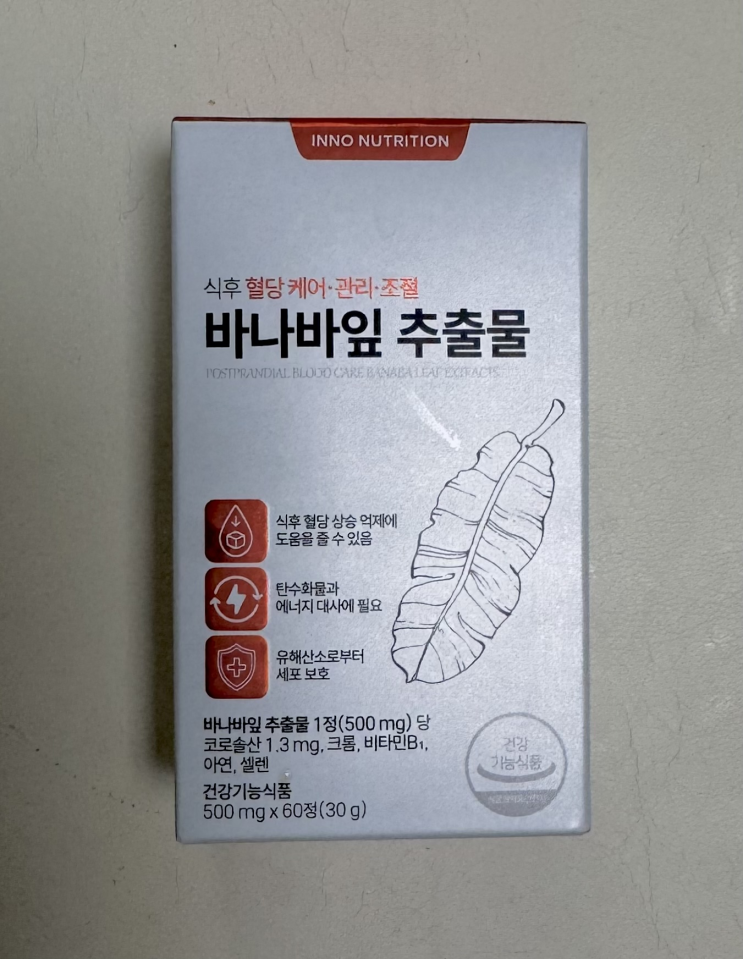 INNO NUTRITION
식후 혈당 케어·관리·조절
바나바잎 추출물
POSTPRANDIAL BLOOD CARE BANABA LEAF EXTRACTS
식후 혈당 상승 억제에
도움을 줄 수 있음
탄수화물과
에너지 대사에 필요
유해산소로부터
세포 보호
바나바잎 추출물 1정(500 mg) 당
코로솔산 1.3 mg, 크롬, 비타민B₁,
아연, 셀렌
건강기능식품
500 mg x 60정(30 g)
건강
기능식품